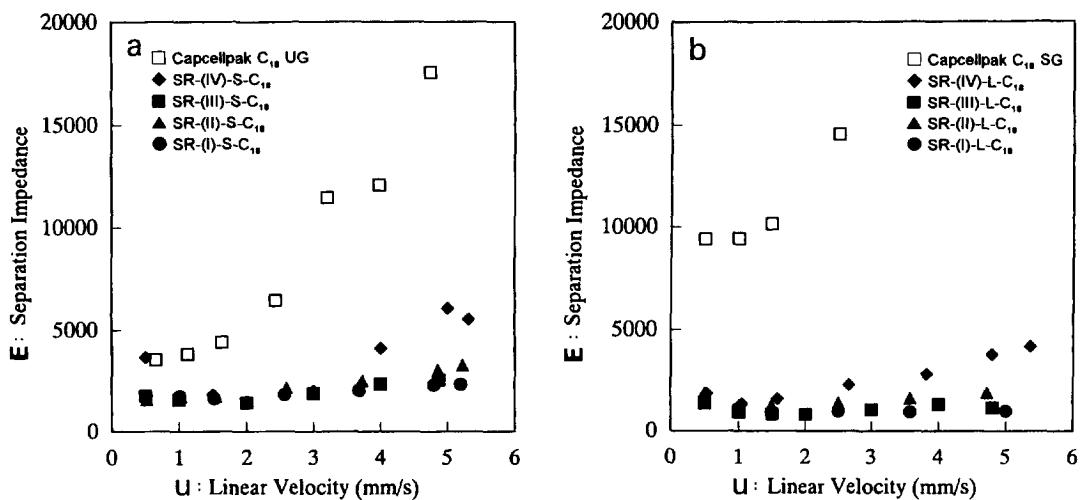 a
□ Capcellpak C₁₈ UG
◆ SR-(IV)-S-C₁₈
■ SR-(III)-S-C₁₈
▲ SR-(II)-S-C₁₈
● SR-(I)-S-C₁₈
20000
15000
10000
5000
0
E : Separation Impedance
0 1 2 3 4 5 6
u : Linear Velocity (mm/s)
b
□ Capcellpak C₁₈ SG
◆ SR-(IV)-L-C₁₈
■ SR-(III)-L-C₁₈
▲ SR-(II)-L-C₁₈
● SR-(I)-L-C₁₈
20000
15000
10000
5000
0
E : Separation Impedance
0 1 2 3 4 5 6
u : Linear Velocity (mm/s)